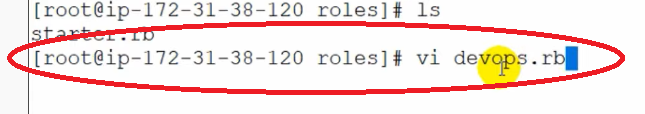 [root@ip-172-31-38-120 roles]# ls
starter.rb
[root@ip-172-31-38-120 roles]# vi devops.rb